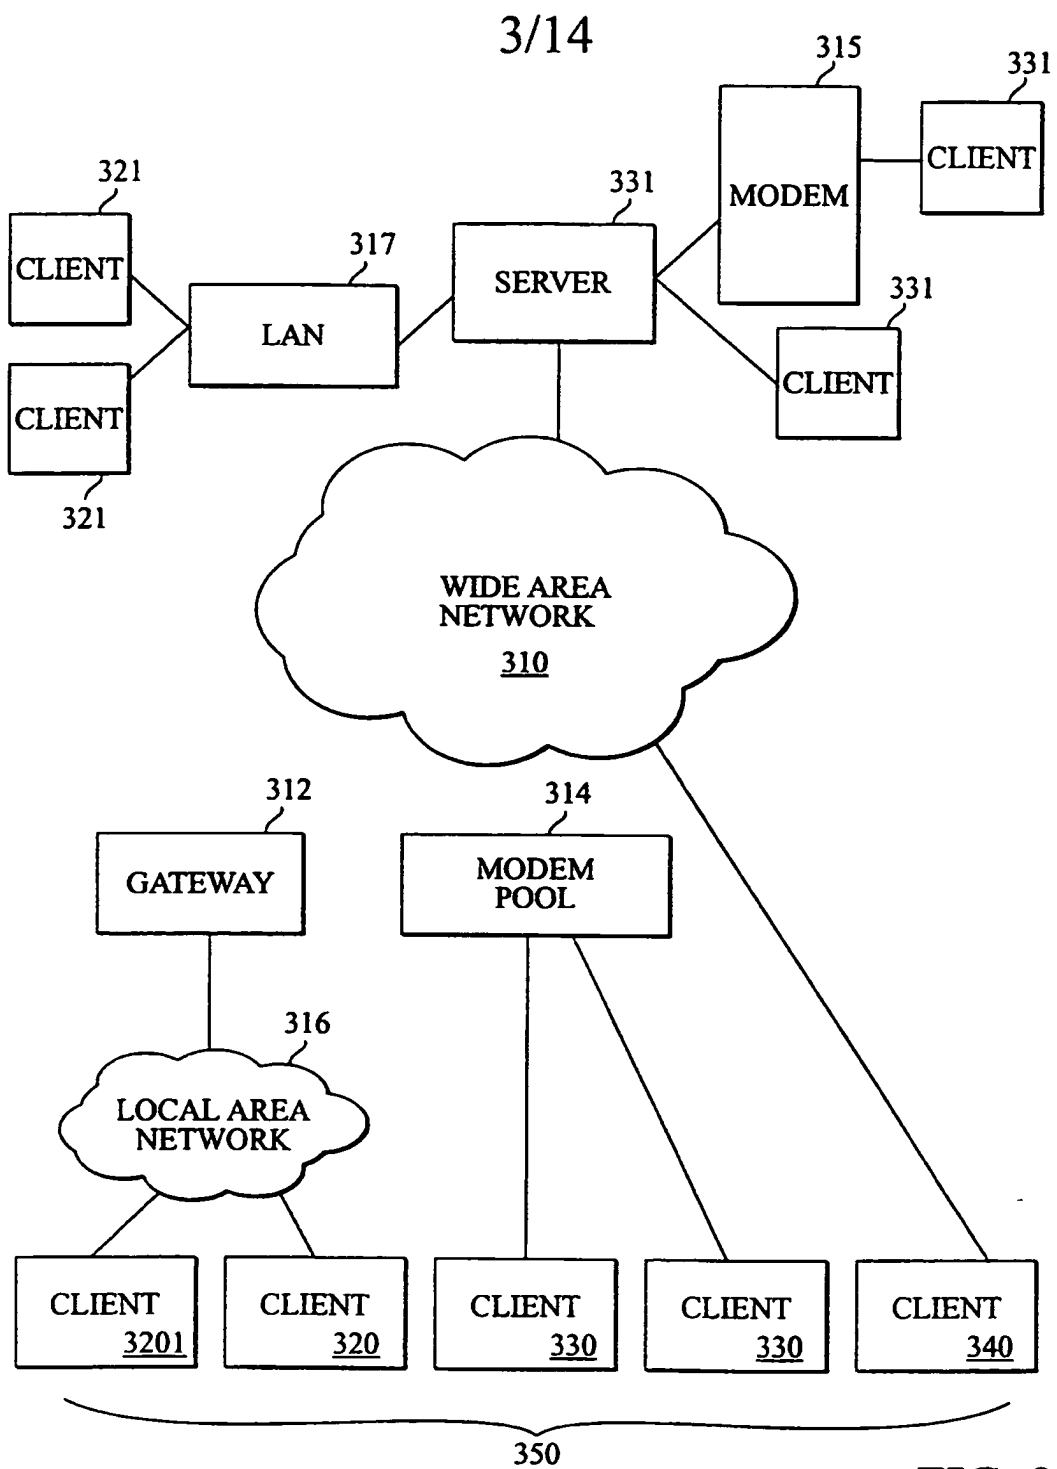 3/14
315
331
CLIENT
MODEM
321
331
CLIENT
317
SERVER
LAN
331
CLIENT
CLIENT
321
WIDE AREA
NETWORK
310
312
314
GATEWAY
MODEM
POOL
316
LOCAL AREA
NETWORK
CLIENT
3201
CLIENT
320
CLIENT
330
CLIENT
330
CLIENT
340
350